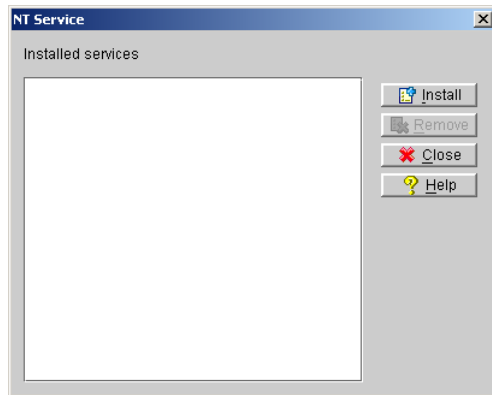 NT Service
Installed services
Install
Remove
Close
Help